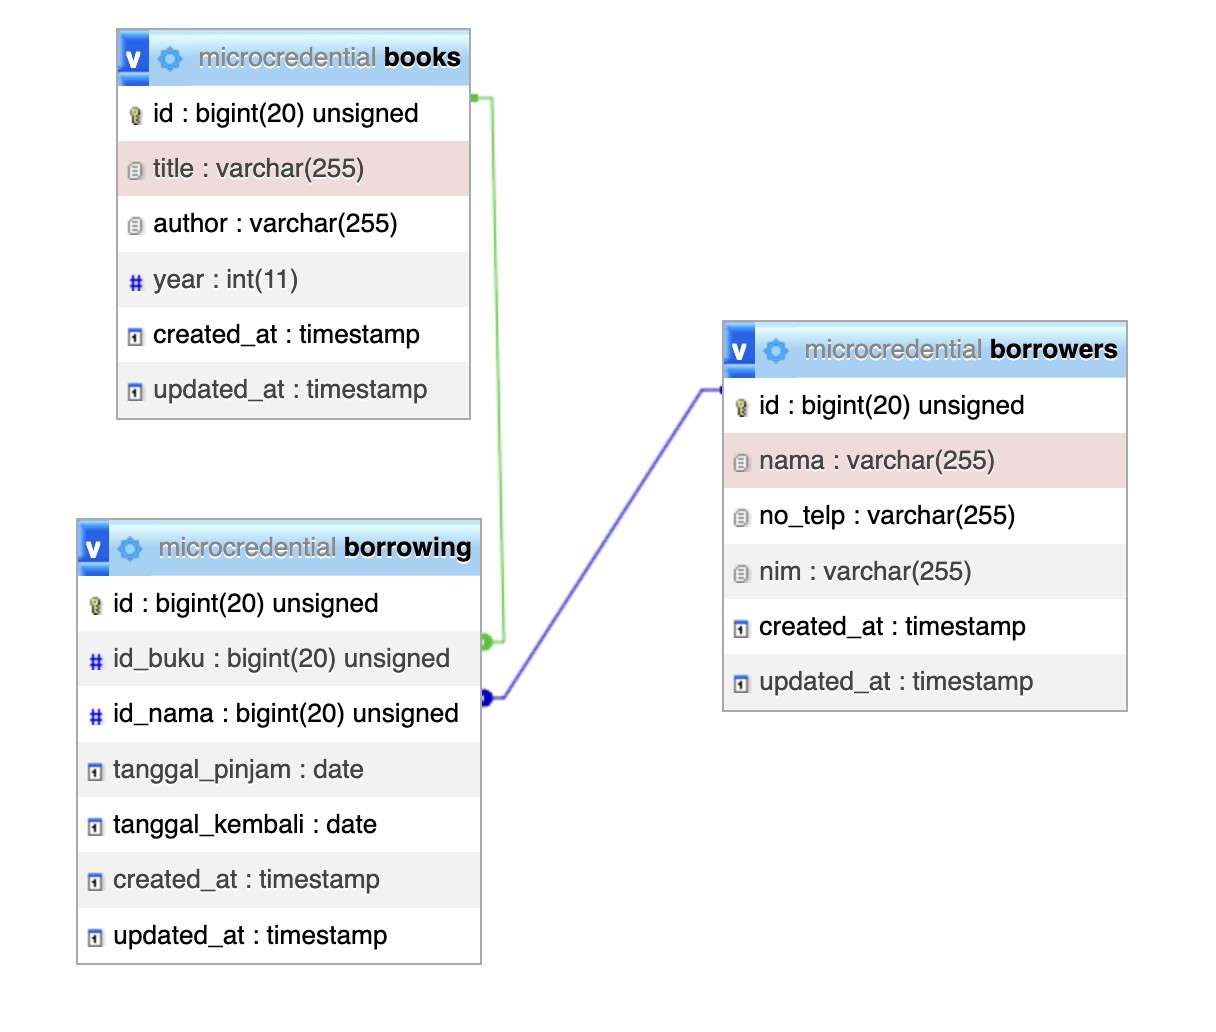 v microcredential books
id : bigint(20) unsigned
title : varchar(255)
author : varchar(255)
# year : int(11)
created_at : timestamp
updated_at : timestamp
v microcredential borrowers
id : bigint(20) unsigned
nama : varchar(255)
no_telp : varchar(255)
nim : varchar(255)
created_at : timestamp
updated_at : timestamp
v microcredential borrowing
id : bigint(20) unsigned
# id_buku : bigint(20) unsigned
# id_nama : bigint(20) unsigned
tanggal_pinjam : date
tanggal_kembali : date
created_at : timestamp
updated_at : timestamp